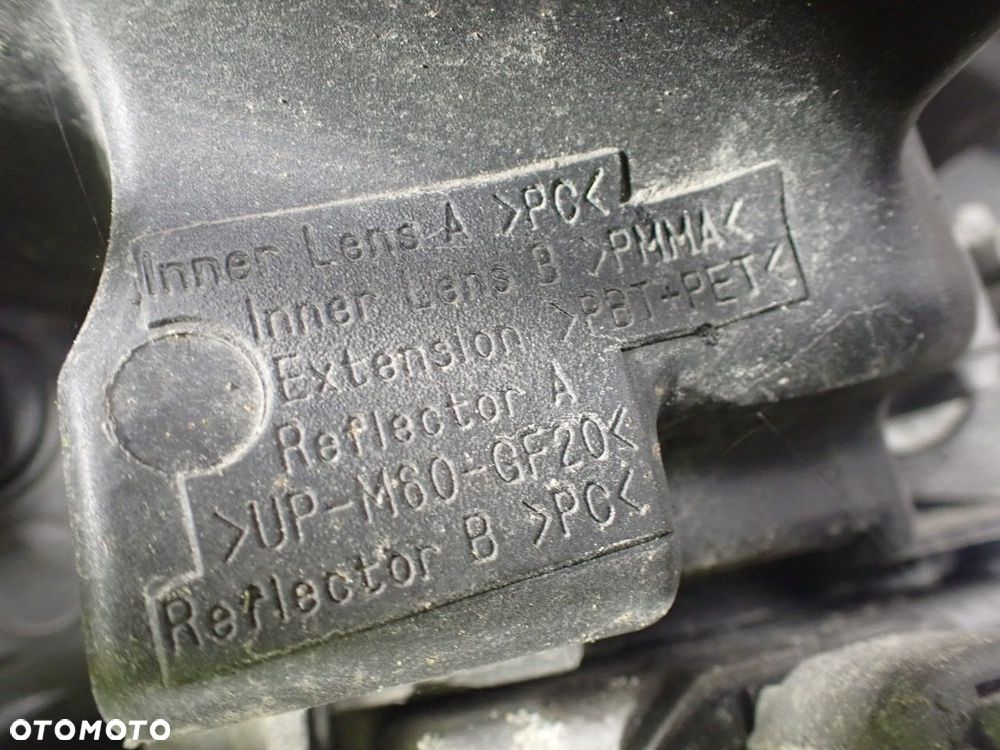 Inner Lens A >PC<
Inner Lens B >PMMA<
Extension >PBT+PET<
Reflector A
>UP-M60-GF20<
Reflector B >PC<
OTOMOTO